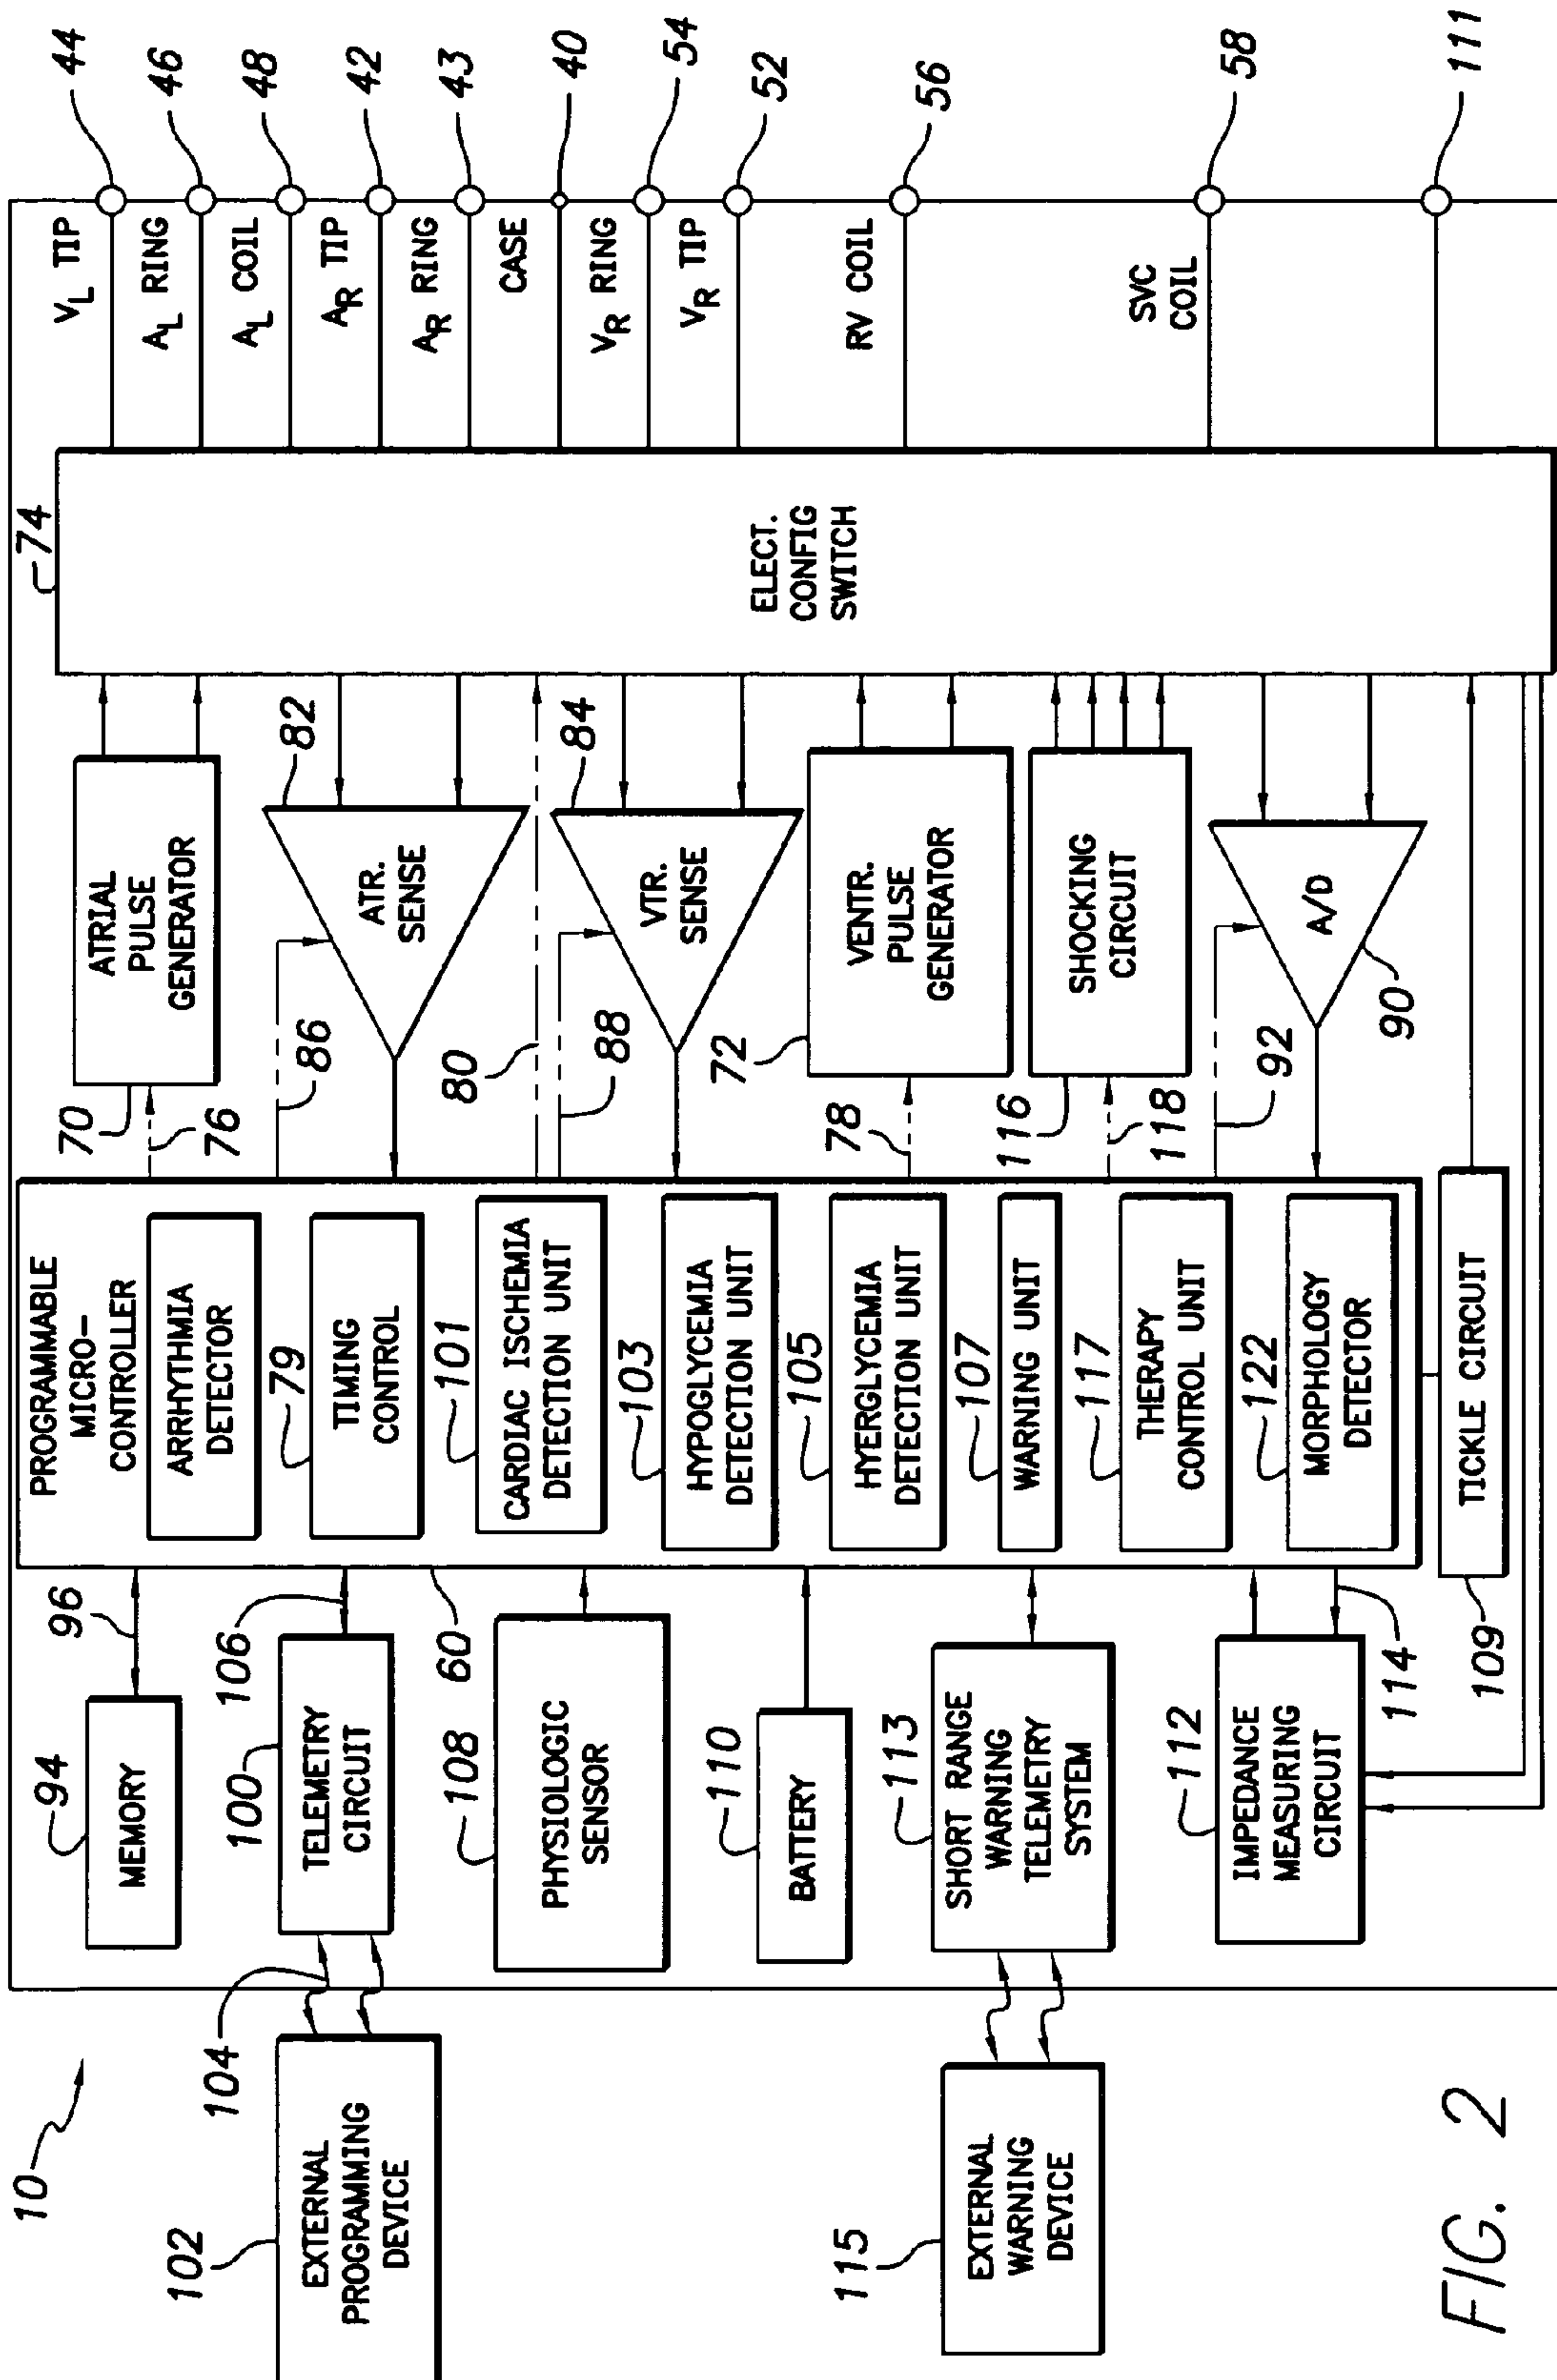 10
102
EXTERNAL
PROGRAMMING
DEVICE
104
115
EXTERNAL
WARNING
DEVICE
94
MEMORY
96
100
TELEMETRY
CIRCUIT
106
108
PHYSIOLOGIC
SENSOR
60
110
BATTERY
113
SHORT RANGE
WARNING
TELEMETRY
SYSTEM
112
IMPEDANCE
MEASURING
CIRCUIT
114
109
TICKLE CIRCUIT
PROGRAMMABLE
MICRO-
CONTROLLER
ARRHYTHMIA
DETECTOR
79
TIMING
CONTROL
101
CARDIAC ISCHEMIA
DETECTION UNIT
103
HYPOGLYCEMIA
DETECTION UNIT
105
HYERGLYCEMIA
DETECTION UNIT
107
WARNING UNIT
117
THERAPY
CONTROL UNIT
122
MORPHOLOGY
DETECTOR
70
76
ATRIAL
PULSE
GENERATOR
86
82
ATR.
SENSE
80
88
84
VTR.
SENSE
72
78
VENTR.
PULSE
GENERATOR
116
118
SHOCKING
CIRCUIT
92
A/D
90
74
ELECT.
CONFIG
SWITCH
VL TIP 44
AL RING 46
AL COIL 48
AR TIP 42
AR RING 43
CASE 40
VR RING 54
VR TIP 52
RV COIL 56
SVC
COIL 58
111
FIG. 2